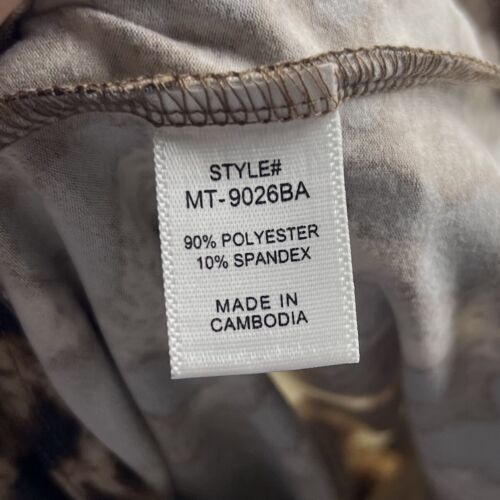 STYLE#
MT-9026BA
90% POLYESTER
10% SPANDEX
MADE IN
CAMBODIA